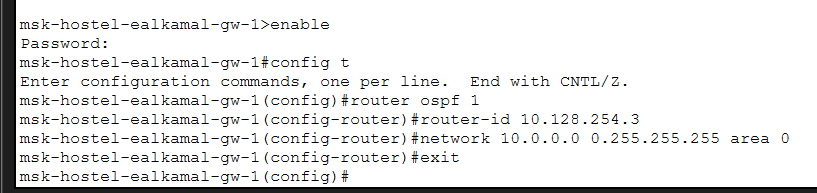 msk-hostel-ealkamal-gw-1>enable
Password:
msk-hostel-ealkamal-gw-1#config t
Enter configuration commands, one per line.  End with CNTL/Z.
msk-hostel-ealkamal-gw-1(config)#router ospf 1
msk-hostel-ealkamal-gw-1(config-router)#router-id 10.128.254.3
msk-hostel-ealkamal-gw-1(config-router)#network 10.0.0.0 0.255.255.255 area 0
msk-hostel-ealkamal-gw-1(config-router)#exit
msk-hostel-ealkamal-gw-1(config)#